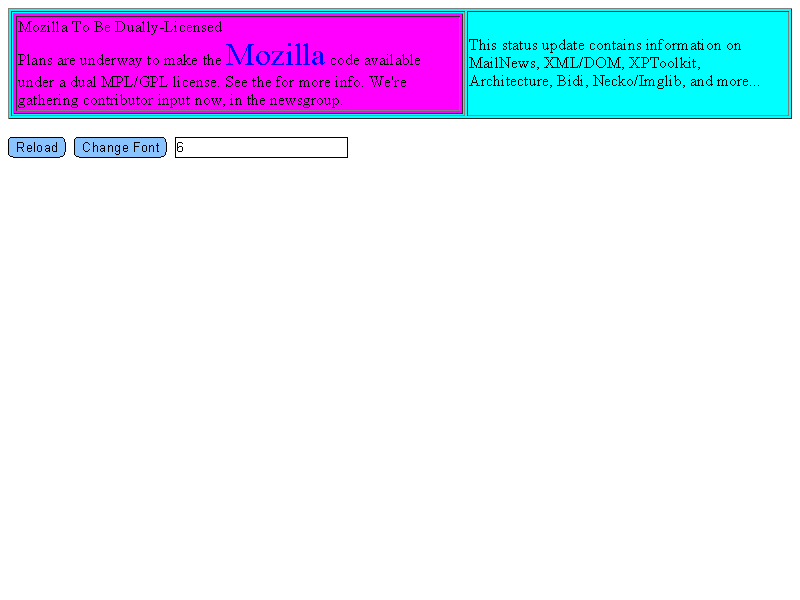 Mozilla To Be Dually-Licensed
Plans are underway to make the Mozilla code available
under a dual MPL/GPL license. See the for more info. We're
gathering contributor input now, in the newsgroup.
This status update contains information on
MailNews, XML/DOM, XPToolkit,
Architecture, Bidi, Necko/Imglib, and more...
Reload Change Font 6